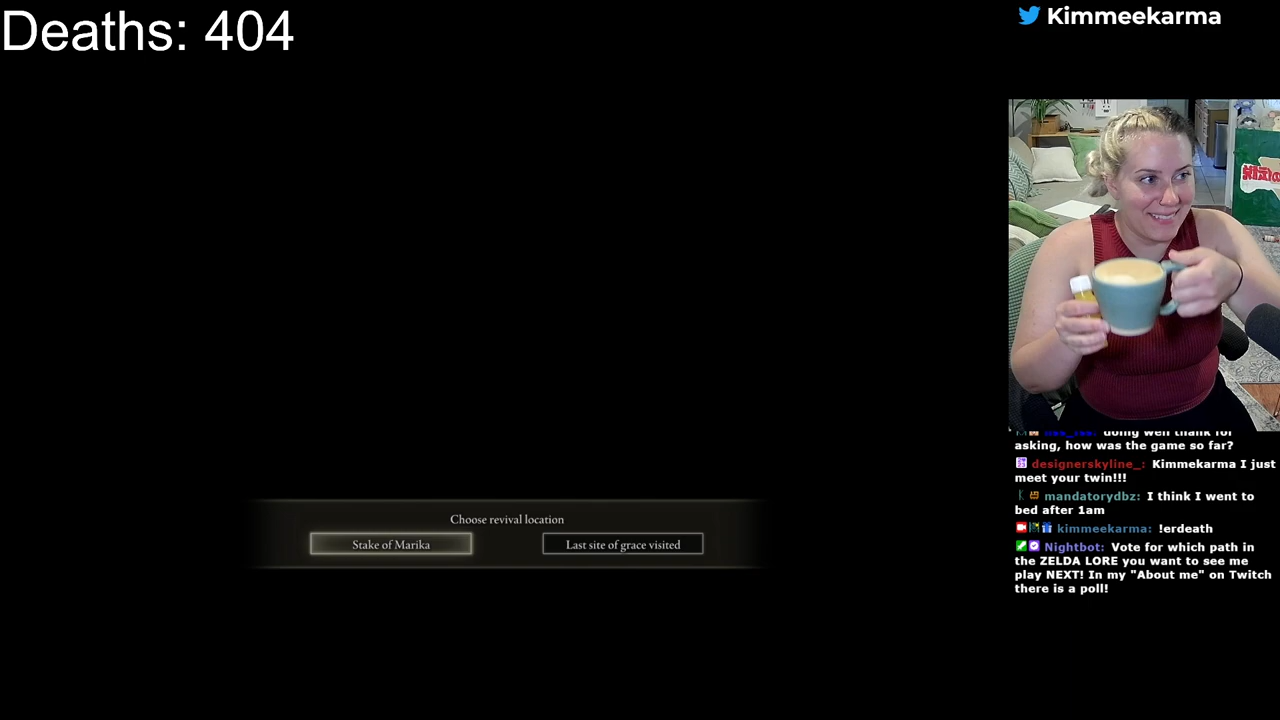 Deaths: 404
Kimmeekarma
doing well thank for
asking, how was the game so far?
designerskyline_: Kimmekarma I just
meet your twin!!!
mandatorydbz: I think I went to
bed after 1am
kimmeekarma: !erdeath
Nightbot: Vote for which path in
the ZELDA LORE you want to see me
play NEXT! In my "About me" on Twitch
there is a poll!
Choose revival location
Stake of Marika
Last site of grace visited